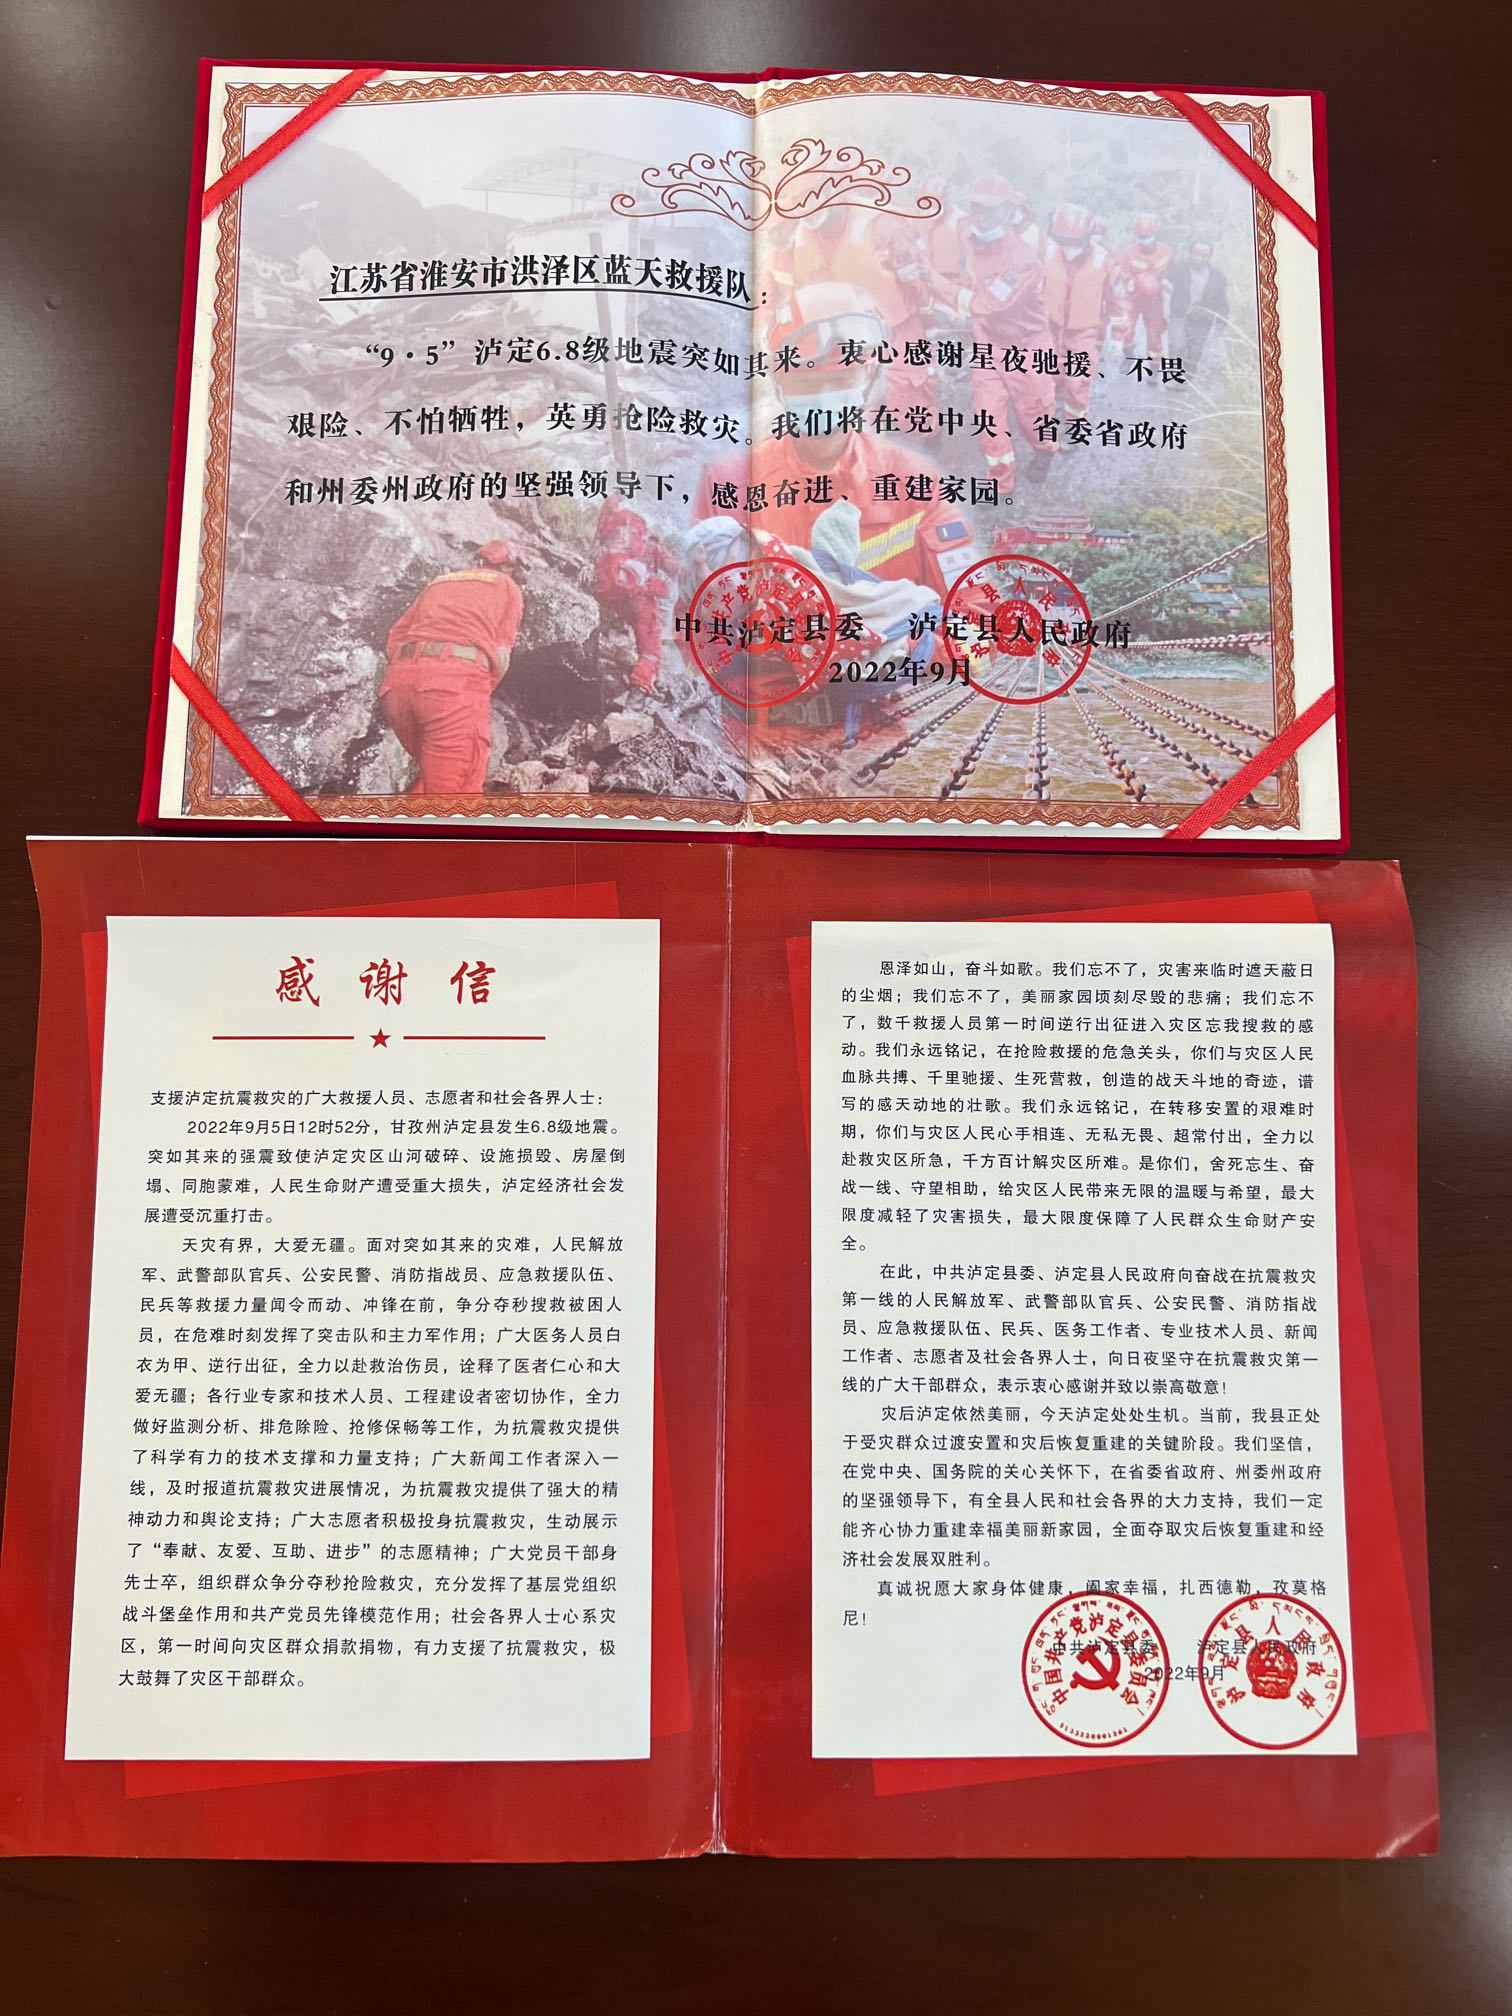 江苏省淮安市洪泽区蓝天救援队：
“9·5”泸定6.8级地震突如其来。衷心感谢星夜驰援、不畏
艰险、不怕牺牲，英勇抢险救灾。我们将在党中央、省委省政府
和州委州政府的坚强领导下，感恩奋进、重建家园。
中共泸定县委 泸定县人民政府
2022年9月
感谢信
支援泸定抗震救灾的广大救援人员、志愿者和社会各界人士：
2022年9月5日12时52分，甘孜州泸定县发生6.8级地震。
突如其来的强震致使泸定灾区山河破碎、设施损毁、房屋倒
塌、同胞蒙难，人民生命财产遭受重大损失，泸定经济社会发
展遭受沉重打击。
天灾有界，大爱无疆。面对突如其来的灾难，人民解放
军、武警部队官兵、公安民警、消防指战员、应急救援队伍、
民兵等救援力量闻令而动、冲锋在前，争分夺秒搜救被困人
员，在危难时刻发挥了突击队和主力军作用；广大医务人员白
衣为甲、逆行出征，全力以赴救治伤员，诠释了医者仁心和大
爱无疆；各行业专家和技术人员、工程建设者密切协作，全力
做好监测分析、排危除险、抢修保畅等工作，为抗震救灾提供
了科学有力的技术支撑和力量支持；广大新闻工作者深入一
线，及时报道抗震救灾进展情况，为抗震救灾提供了强大的精
神动力和舆论支持；广大志愿者积极投身抗震救灾，生动展示
了“奉献、友爱、互助、进步”的志愿精神；广大党员干部身
先士卒，组织群众争分夺秒抢险救灾，充分发挥了基层党组织
战斗堡垒作用和共产党员先锋模范作用；社会各界人士心系灾
区，第一时间向灾区群众捐款捐物，有力支援了抗震救灾，极
大鼓舞了灾区干部群众。
恩泽如山，奋斗如歌。我们忘不了，灾害来临时遮天蔽日
的尘烟；我们忘不了，美丽家园顷刻尽毁的悲痛；我们忘不
了，数千救援人员第一时间逆行出征进入灾区忘我搜救的感
动。我们永远铭记，在抢险救援的危急关头，你们与灾区人民
血脉共搏、千里驰援、生死营救，创造的战天斗地的奇迹，谱
写的感天动地的壮歌。我们永远铭记，在转移安置的艰难时
期，你们与灾区人民心手相连、无私无畏、超常付出，全力以
赴救灾区所急，千方百计解灾区所难。是你们，舍死忘生、奋
战一线、守望相助，给灾区人民带来无限的温暖与希望，最大
限度减轻了灾害损失，最大限度保障了人民群众生命财产安
全。
在此，中共泸定县委、泸定县人民政府向奋战在抗震救灾
第一线的人民解放军、武警部队官兵、公安民警、消防指战
员、应急救援队伍、民兵、医务工作者、专业技术人员、新闻
工作者、志愿者及社会各界人士，向日夜坚守在抗震救灾第一
线的广大干部群众，表示衷心感谢并致以崇高敬意！
灾后泸定依然美丽，今天泸定处处生机。当前，我县正处
于受灾群众过渡安置和灾后恢复重建的关键阶段。我们坚信，
在党中央、国务院的关心关怀下，在省委省政府、州委州政府
的坚强领导下，有全县人民和社会各界的大力支持，我们一定
能齐心协力重建幸福美丽新家园，全面夺取灾后恢复重建和经
济社会发展双胜利。
真诚祝愿大家身体健康，阖家幸福，扎西德勒，孜莫格
尼！
中共泸定县委 泸定县人民政府
2022年9月
中国共产党泸定县委员会
泸定县人民政府